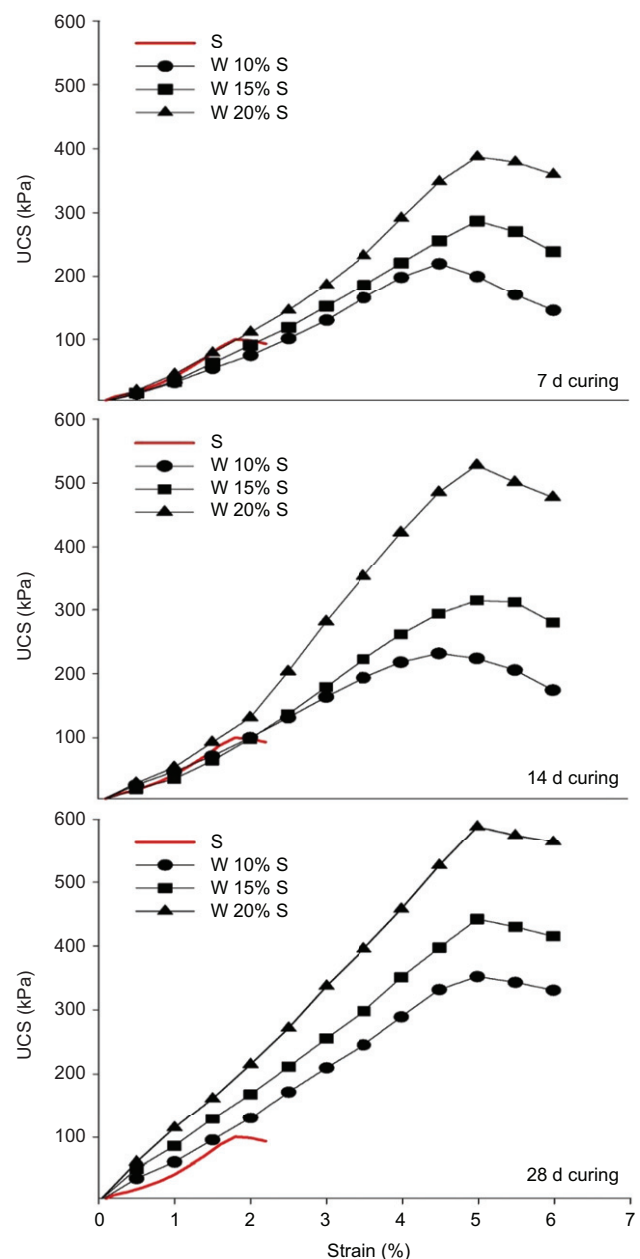 600
500
400
300
200
100
UCS (kPa)
S
W 10% S
W 15% S
W 20% S
7 d curing
600
500
400
300
200
100
UCS (kPa)
S
W 10% S
W 15% S
W 20% S
14 d curing
600
500
400
300
200
100
UCS (kPa)
S
W 10% S
W 15% S
W 20% S
28 d curing
0 1 2 3 4 5 6 7
Strain (%)